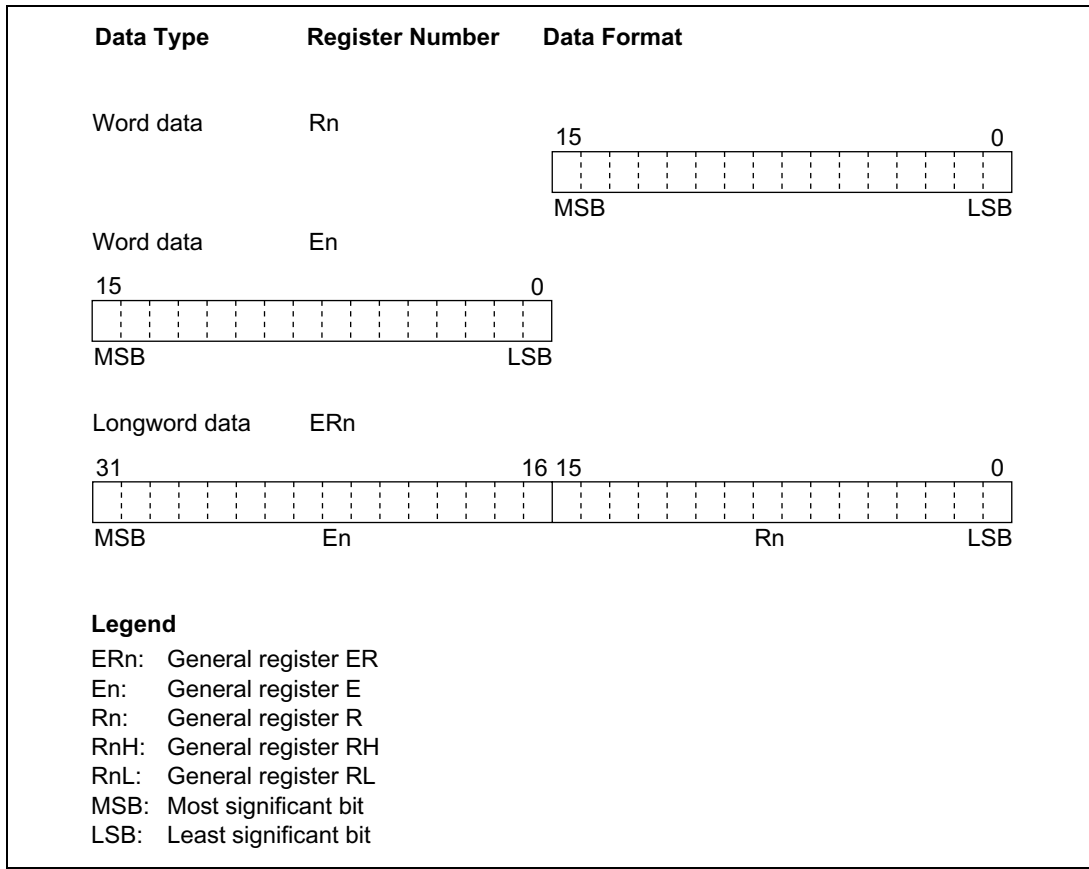 Data Type Register Number Data Format
Word data Rn
15 0
MSB LSB
Word data En
15 0
MSB LSB
Longword data ERn
31 16 15 0
MSB En Rn LSB
Legend
ERn: General register ER
En: General register E
Rn: General register R
RnH: General register RH
RnL: General register RL
MSB: Most significant bit
LSB: Least significant bit